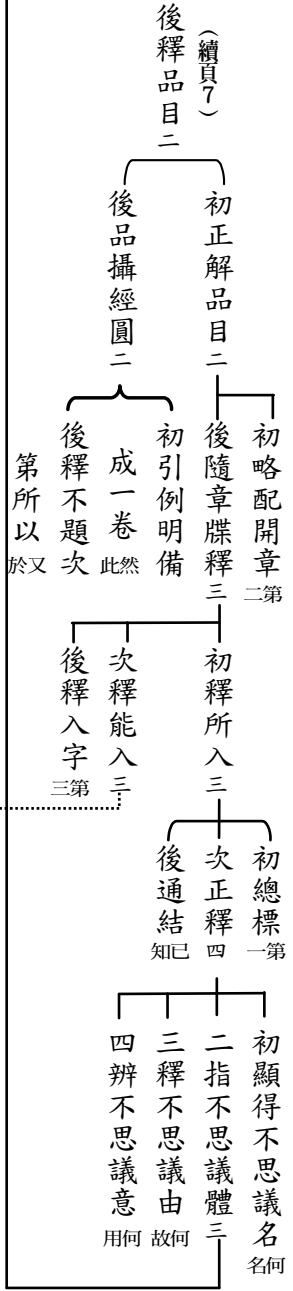 （續頁7）
後釋品目二
初正解品目二
初略配開章 二第
後隨章牒釋三
初釋所入三
初總標 一第
次正釋四
初顯得不思議名 名何
二指不思議體三
三釋不思議由 故何
四辨不思議意 用何
後通結 知已
次釋能入三
後釋入字 三第
後品攝經圓二
初引例明備
成一卷 此然
後釋不題次
第所以 於又